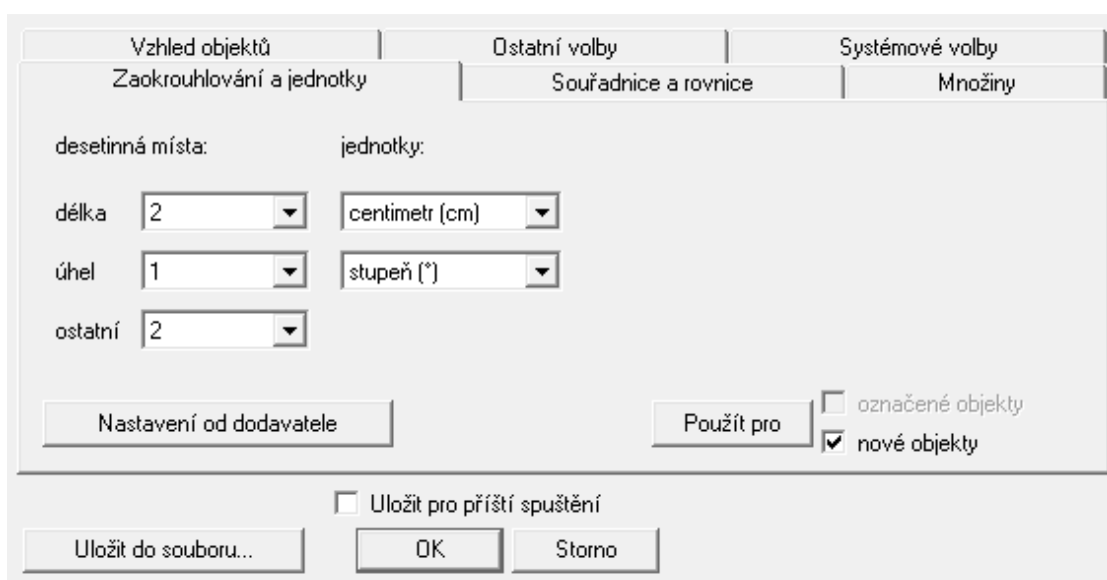 Vzhled objektů Ostatní volby Systémové volby
Zaokrouhlování a jednotky Souřadnice a rovnice Množiny
desetinná místa: jednotky:
délka 2 centimetr (cm)
úhel 1 stupeň (°)
ostatní 2
označené objekty
Nastavení od dodavatele Použít pro
nové objekty
Uložit pro příští spuštění
Uložit do souboru... OK Storno